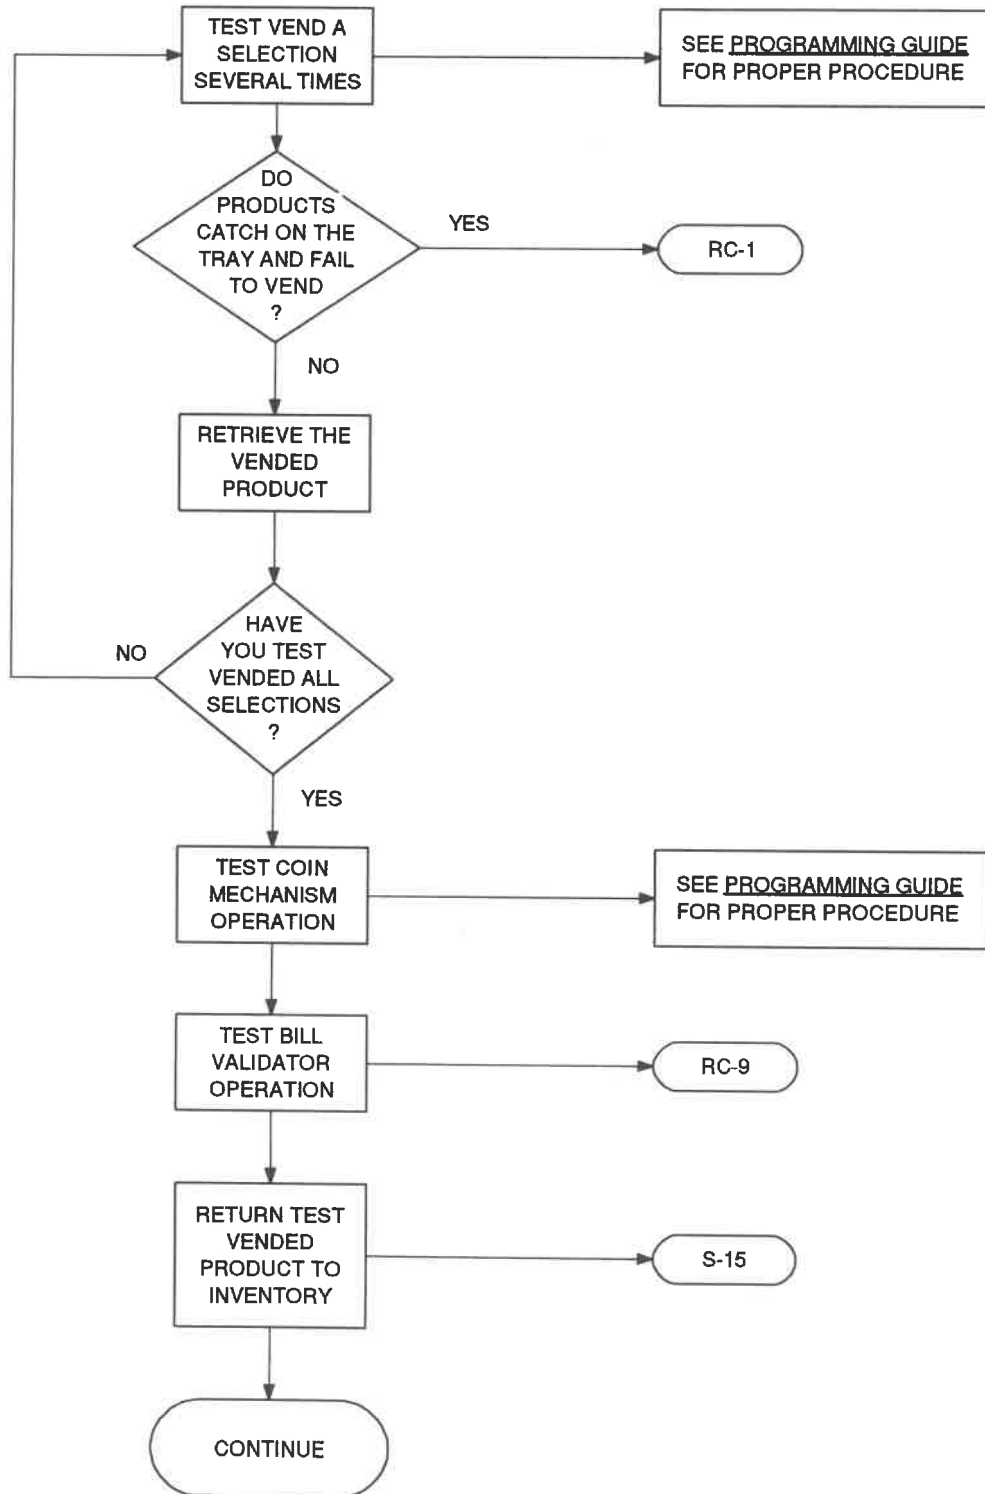 TEST VEND A
SELECTION
SEVERAL TIMES
SEE PROGRAMMING GUIDE
FOR PROPER PROCEDURE
DO
PRODUCTS
CATCH ON THE
TRAY AND FAIL
TO VEND
?
YES
RC-1
NO
RETRIEVE THE
VENDED
PRODUCT
HAVE
YOU TEST
VENDED ALL
SELECTIONS
?
NO
YES
TEST COIN
MECHANISM
OPERATION
SEE PROGRAMMING GUIDE
FOR PROPER PROCEDURE
TEST BILL
VALIDATOR
OPERATION
RC-9
RETURN TEST
VENDED
PRODUCT TO
INVENTORY
S-15
CONTINUE